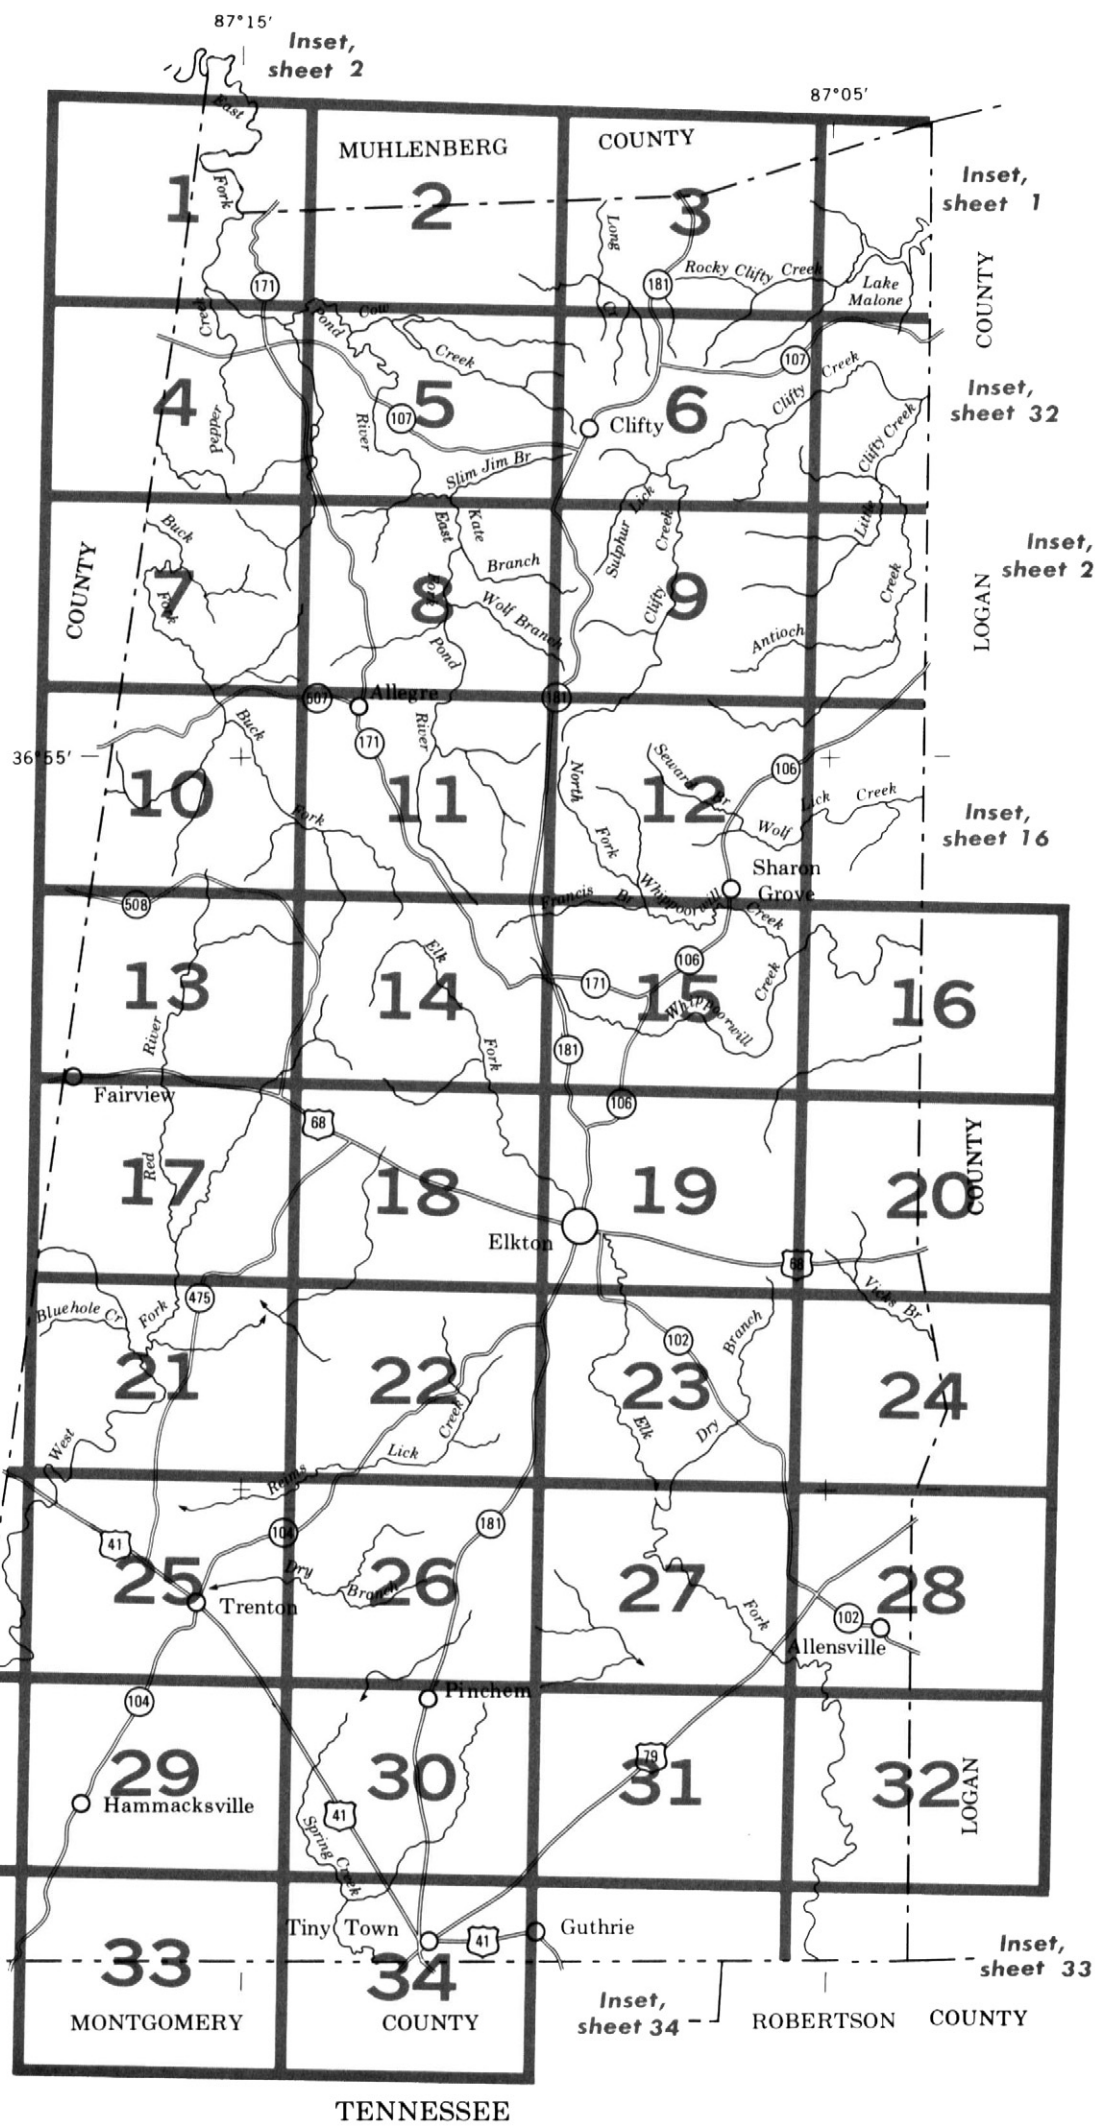 87°15′
Inset,
sheet 2
87°05′
East
Fork
MUHLENBERG
COUNTY
1
2
3
Inset,
sheet 1
Long
Cr
171
181
Rocky Clifty Creek
Lake
Malone
COUNTY
Creek
Pond
Cow
Creek
107
Clifty Creek
Inset,
sheet 32
4
5
6
Pepper
River
107
Clifty
Clifty Creek
Little
Slim Jim Br
Sulphur Lick
Creek
Buck
Fork
East
Kate
Branch
Inset,
sheet 2
COUNTY
7
8
9
Fork
Wolf Branch
Clifty
Creek
Antioch
LOGAN
Pond
507
Allegre
181
171
River
Buck
Fork
36°55′
North
Fork
Seward Br
106
Lick Creek
Wolf
10
11
12
Inset,
sheet 16
Sharon
Grove
508
Francis Br
Whippoorwill
Creek
Elk
106
171
Creek
13
14
15
16
Whippoorwill
River
Fork
181
Fairview
106
68
Red
COUNTY
17
18
19
20
Elkton
68
475
Vicks Br
Bluehole Cr
Fork
102
Branch
21
22
23
24
Creek
West
Elk
Dry
Lick
Reims
41
104
181
25
26
27
28
Dry
Branch
Trenton
Fork
102
Allensville
104
Pinchem
79
29
30
31
32
Hammacksville
41
LOGAN
Spring Creek
Tiny Town
41
Guthrie
Inset,
sheet 33
33
34
Inset,
sheet 34
MONTGOMERY
COUNTY
ROBERTSON
COUNTY
TENNESSEE